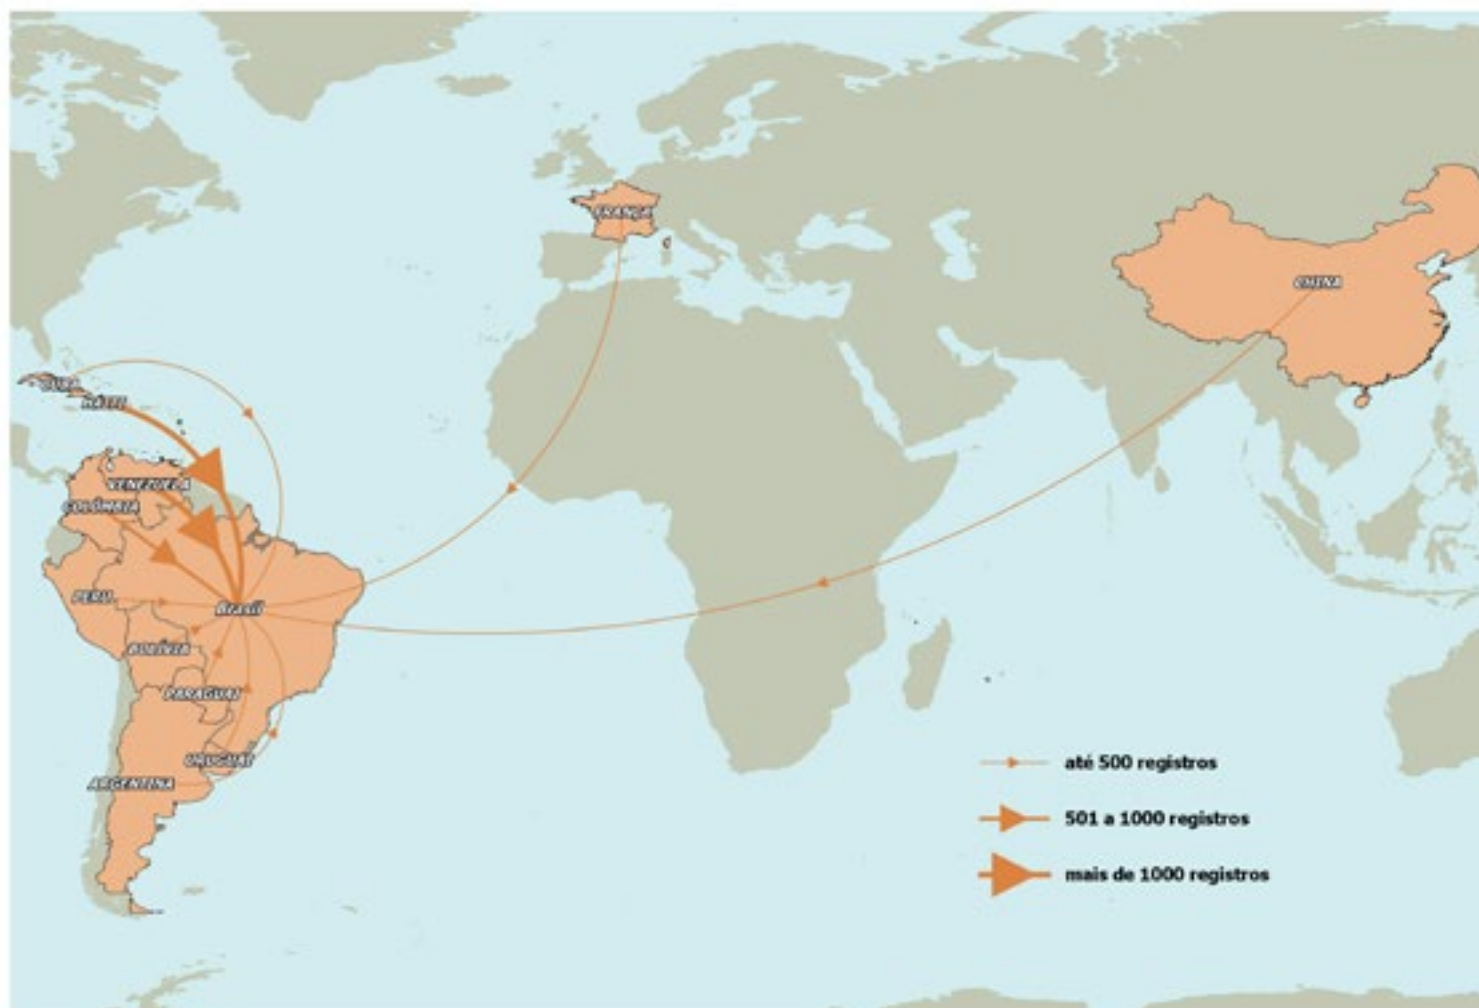 FRANÇA
CHINA
CUBA
HAITI
VENEZUELA
COLÔMBIA
PERU
Brasil
BOLÍVIA
PARAGUAI
URUGUAI
ARGENTINA
até 500 registros
501 a 1000 registros
mais de 1000 registros